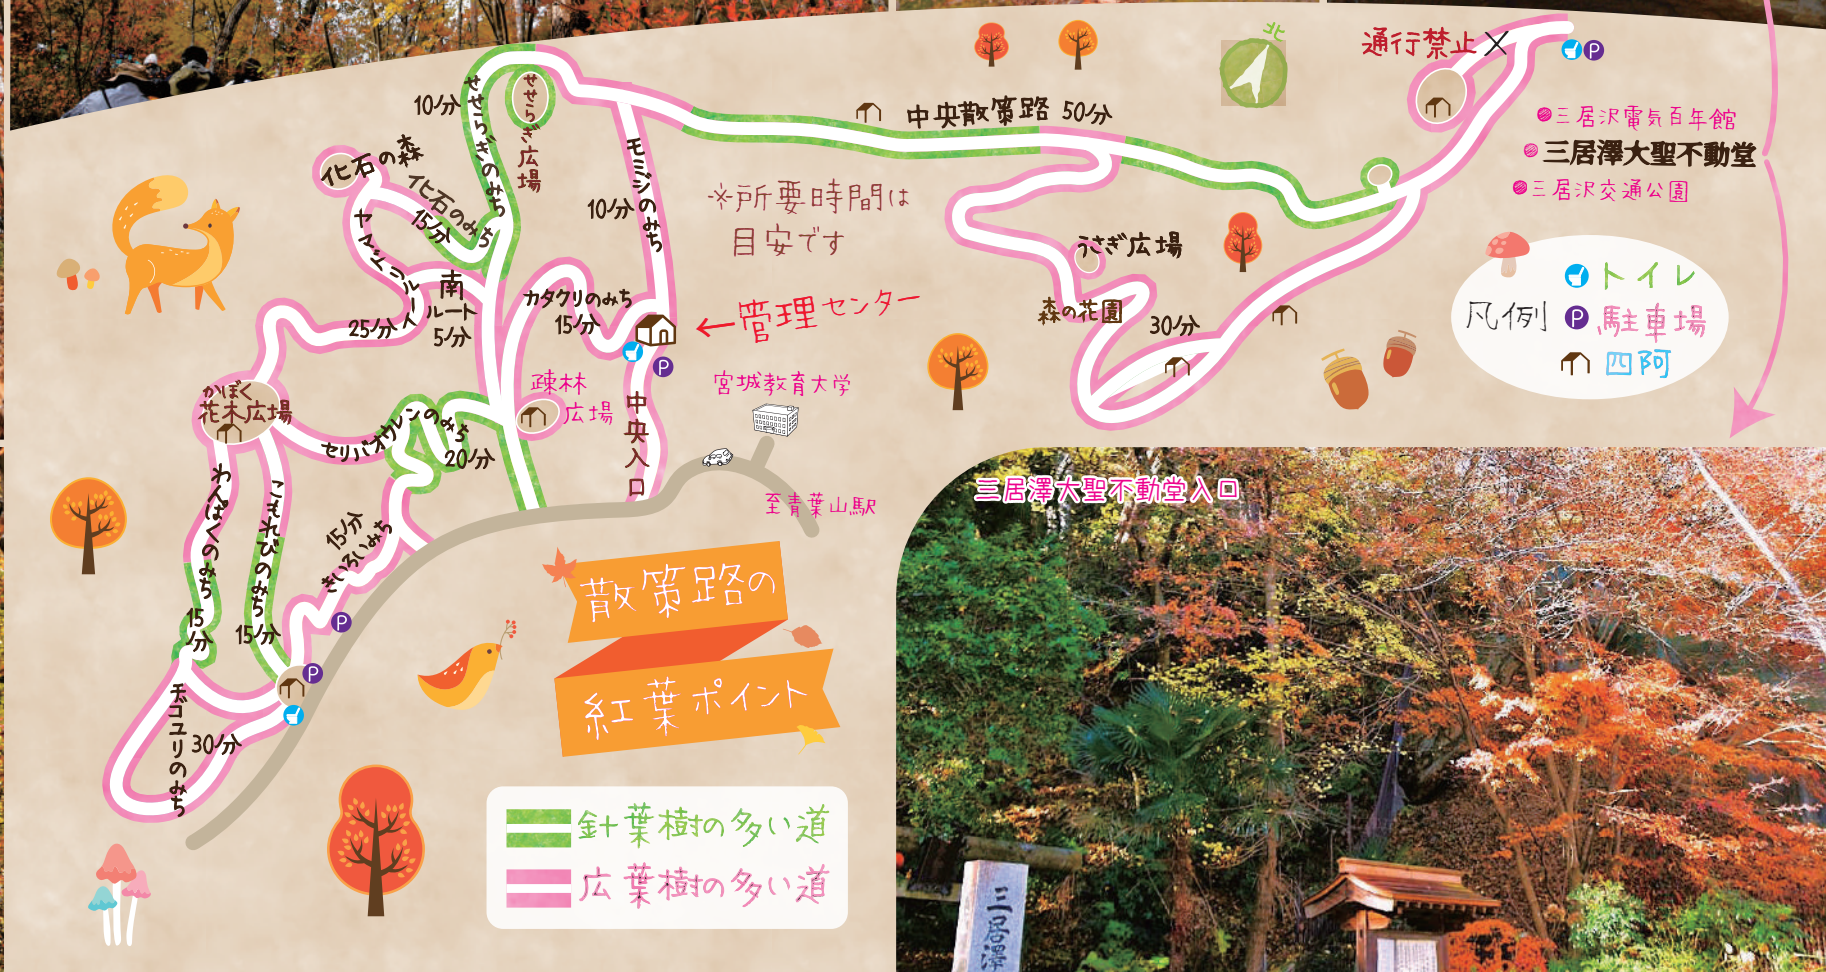 北
通行禁止
10分
せせらぎのみち
せせらぎ広場
中央散策路 50分
三居沢電気百年館
三居澤大聖不動堂
三居沢交通公園
化石の森
化石のみち
15分
モミジのみち
10分
※所要時間は
目安です
うさぎ広場
森の花園
30分
凡例
トイレ
P 駐車場
四阿
P
ヤマジノルート
25分
南
ルート
5分
カタクリのみち
15分
←管理センター
P
かぼく
花木広場
セリバオウレンのみち
20分
疎林
広場
中央入口
宮城教育大学
至青葉山駅
わんぱくのみち
15分
こもれびのみち
15分
15分
きいろいみち
P
P
チゴユリのみち
30分
散策路の
紅葉ポイント
針葉樹の多い道
広葉樹の多い道
三居澤大聖不動堂入口
三居澤